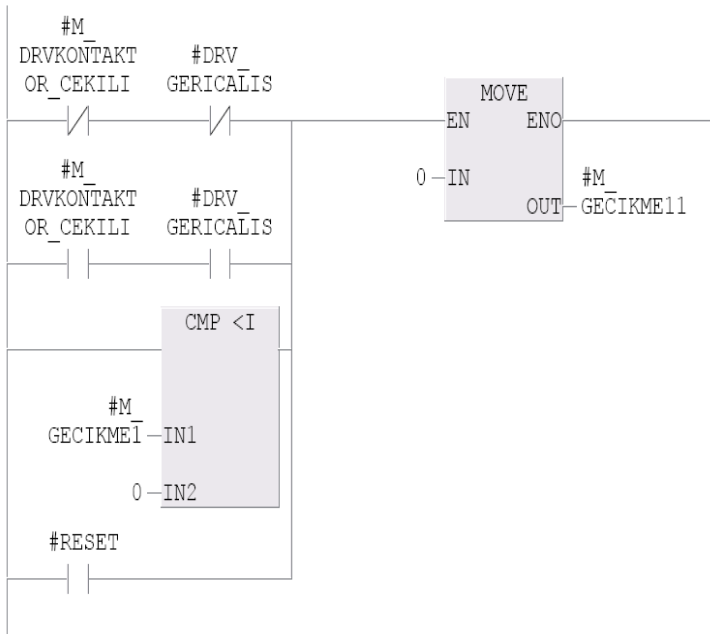 #M_
DRVKONTAKT
OR_CEKILI
#DRV_
GERICALIS
MOVE
EN
ENO
0
IN
#M_
GECIKME11
OUT
#M_
DRVKONTAKT
OR_CEKILI
#DRV_
GERICALIS
CMP <I
#M_
GECIKME1
IN1
0
IN2
#RESET